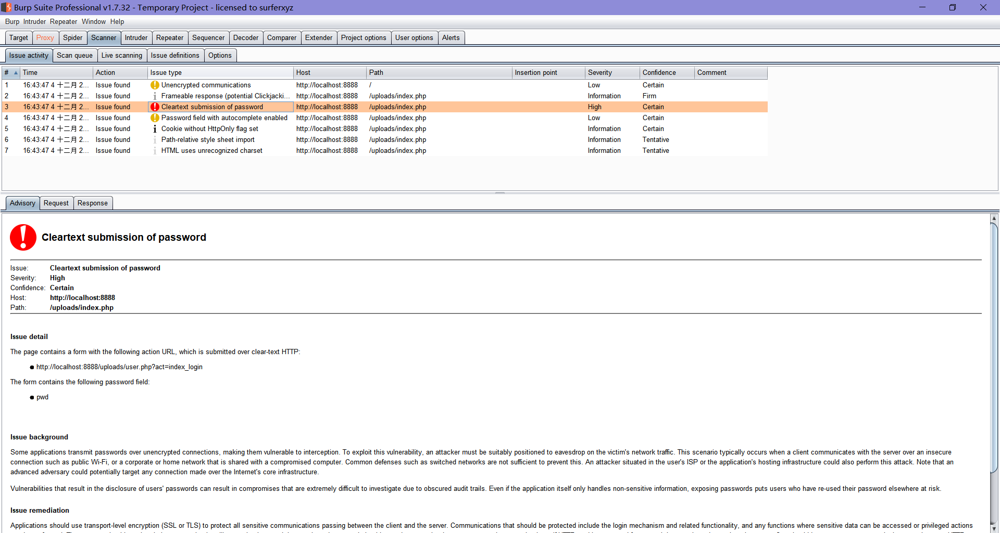 Burp Suite Professional v1.7.32 - Temporary Project - licensed to surferxyz
Burp Intruder Repeater Window Help
Target Proxy Spider Scanner Intruder Repeater Sequencer Decoder Comparer Extender Project options User options Alerts
Issue activity Scan queue Live scanning Issue definitions Options
# Time Action Issue type Host Path Insertion point Severity Confidence Comment
1 16:43:47 4 十二月 2... Issue found Unencrypted communications http://localhost:8888 / Low Certain
2 16:43:47 4 十二月 2... Issue found Frameable response (potential Clickjacki... http://localhost:8888 /uploads/index.php Information Firm
3 16:43:47 4 十二月 2... Issue found Cleartext submission of password http://localhost:8888 /uploads/index.php High Certain
4 16:43:47 4 十二月 2... Issue found Password field with autocomplete enabled http://localhost:8888 /uploads/index.php Low Certain
5 16:43:47 4 十二月 2... Issue found Cookie without HttpOnly flag set http://localhost:8888 /uploads/index.php Information Certain
6 16:43:47 4 十二月 2... Issue found Path-relative style sheet import http://localhost:8888 /uploads/index.php Information Tentative
7 16:43:47 4 十二月 2... Issue found HTML uses unrecognized charset http://localhost:8888 /uploads/index.php Information Tentative
Advisory Request Response
Cleartext submission of password
Issue: Cleartext submission of password
Severity: High
Confidence: Certain
Host: http://localhost:8888
Path: /uploads/index.php
Issue detail
The page contains a form with the following action URL, which is submitted over clear-text HTTP:
http://localhost:8888/uploads/user.php?act=index_login
The form contains the following password field:
pwd
Issue background
Some applications transmit passwords over unencrypted connections, making them vulnerable to interception. To exploit this vulnerability, an attacker must be suitably positioned to eavesdrop on the victim's network traffic. This scenario typically occurs when a client communicates with the server over an insecure
connection such as public Wi-Fi, or a corporate or home network that is shared with a compromised computer. Common defenses such as switched networks are not sufficient to prevent this. An attacker situated in the user's ISP or the application's hosting infrastructure could also perform this attack. Note that an
advanced adversary could potentially target any connection made over the Internet's core infrastructure.
Vulnerabilities that result in the disclosure of users' passwords can result in compromises that are extremely difficult to investigate due to obscured audit trails. Even if the application itself only handles non-sensitive information, exposing passwords puts users who have re-used their password elsewhere at risk.
Issue remediation
Applications should use transport-level encryption (SSL or TLS) to protect all sensitive communications passing between the client and the server. Communications that should be protected include the login mechanism and related functionality, and any functions where sensitive data can be accessed or privileged actions